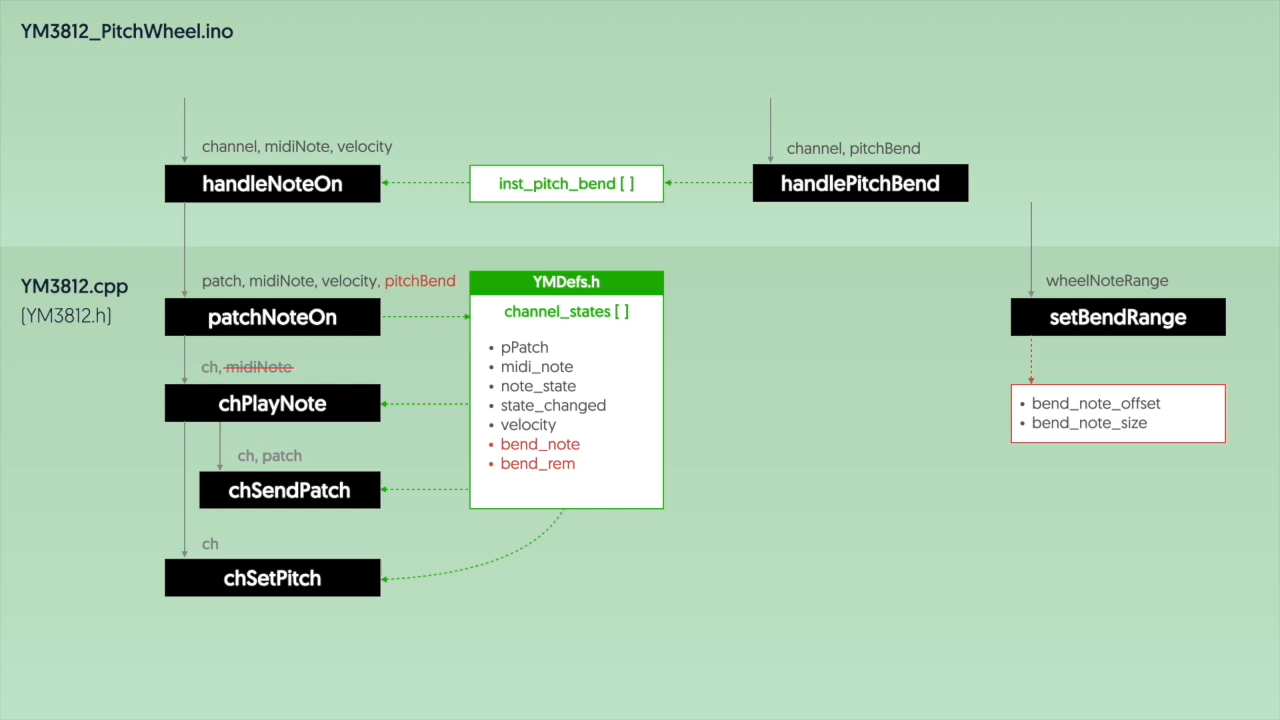 YM3812_PitchWheel.ino
channel, midiNote, velocity
channel, pitchBend
handleNoteOn
inst_pitch_bend [ ]
handlePitchBend
YM3812.cpp
(YM3812.h)
patch, midiNote, velocity, pitchBend
patchNoteOn
ch, midiNote
chPlayNote
ch, patch
chSendPatch
ch
chSetPitch
YMDefs.h
channel_states [ ]
• pPatch
• midi_note
• note_state
• state_changed
• velocity
• bend_note
• bend_rem
wheelNoteRange
setBendRange
• bend_note_offset
• bend_note_size